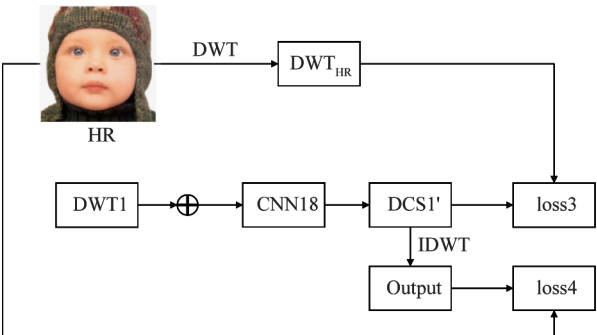 DWT
DWT_HR
HR
DWT1
CNN18
DCS1'
loss3
IDWT
Output
loss4